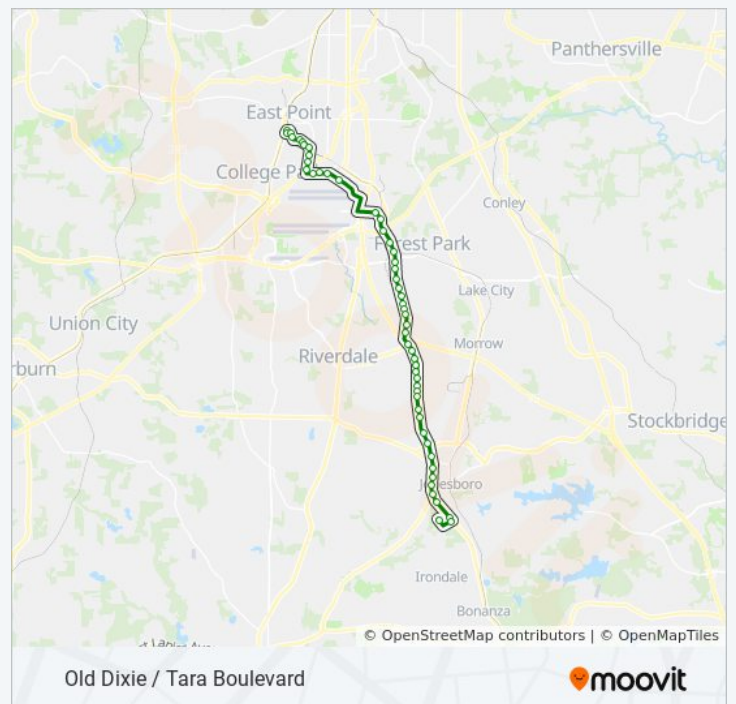 Panthersville
East Point
College Pa
Conley
Forest Park
Lake City
Union City
Morrow
Riverdale
rburn
Stockbridge
Jonesboro
Irondale
Bonanza
© OpenStreetMap contributors | © OpenMapTiles
Old Dixie / Tara Boulevard
moovit